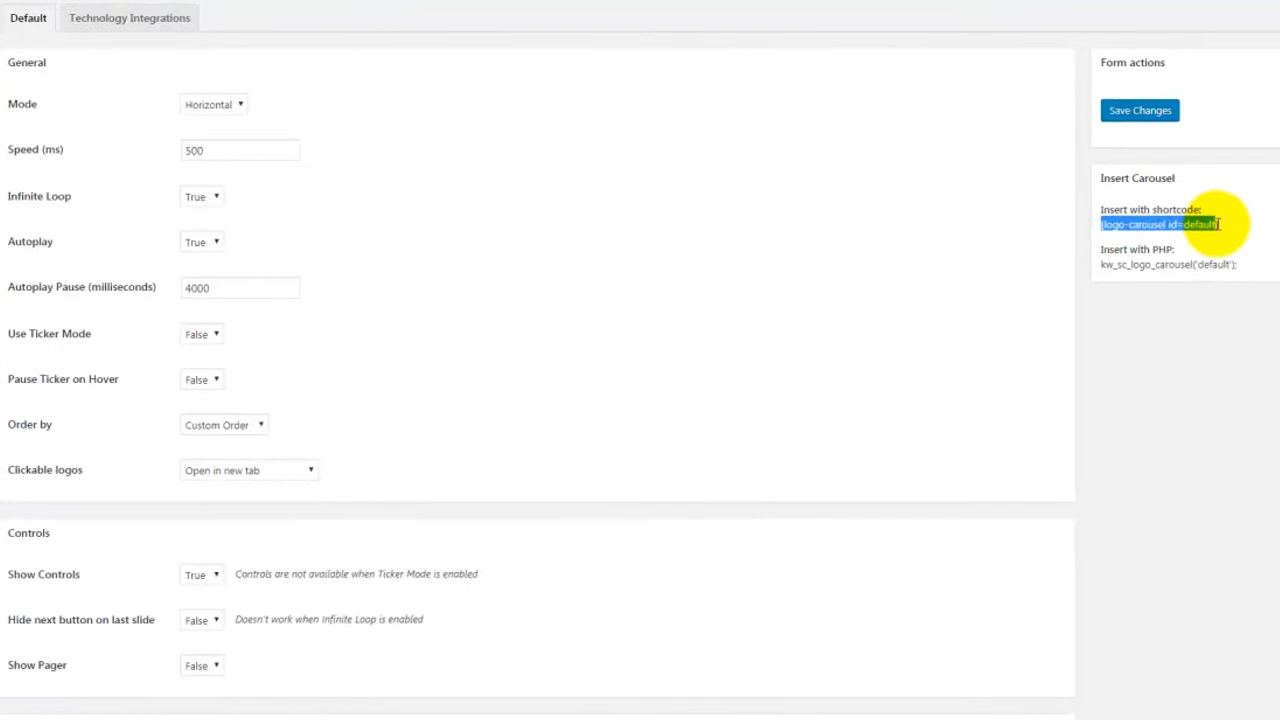 Default
Technology Integrations
General
Mode
Horizontal
Speed (ms)
500
Infinite Loop
True
Autoplay
True
Autoplay Pause (milliseconds)
4000
Use Ticker Mode
False
Pause Ticker on Hover
False
Order by
Custom Order
Clickable logos
Open in new tab
Controls
Show Controls
True
Controls are not available when Ticker Mode is enabled
Hide next button on last slide
False
Doesn't work when Infinite Loop is enabled
Show Pager
False
Form actions
Save Changes
Insert Carousel
Insert with shortcode:
[logo-carousel id=default]
Insert with PHP:
kw_sc_logo_carousel('default');